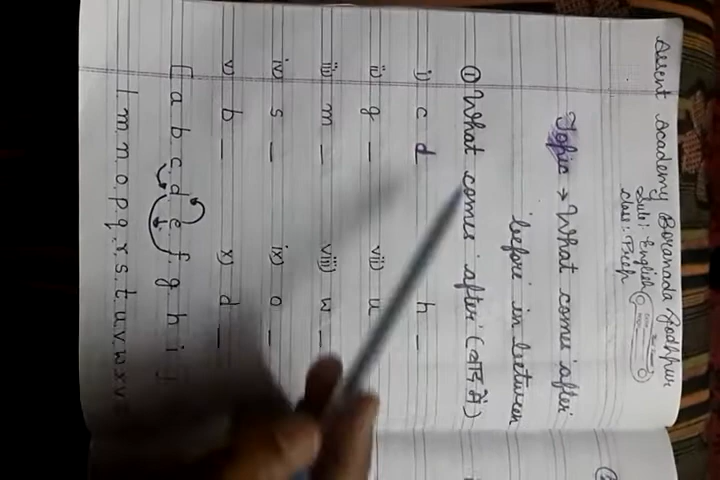 Assent Academy Boranada Jodhpur
Sub: English
Class: Prep
Topic → What comes after
before in between
① What comes after (बाद में)
i) c d h _
ii) g _ vii) u
iii) m _ viii) w _
iv) s _ ix) o _
v) b _ x) d _
[ a b c d e f g h i j
l m n o p q r s t u v w x v